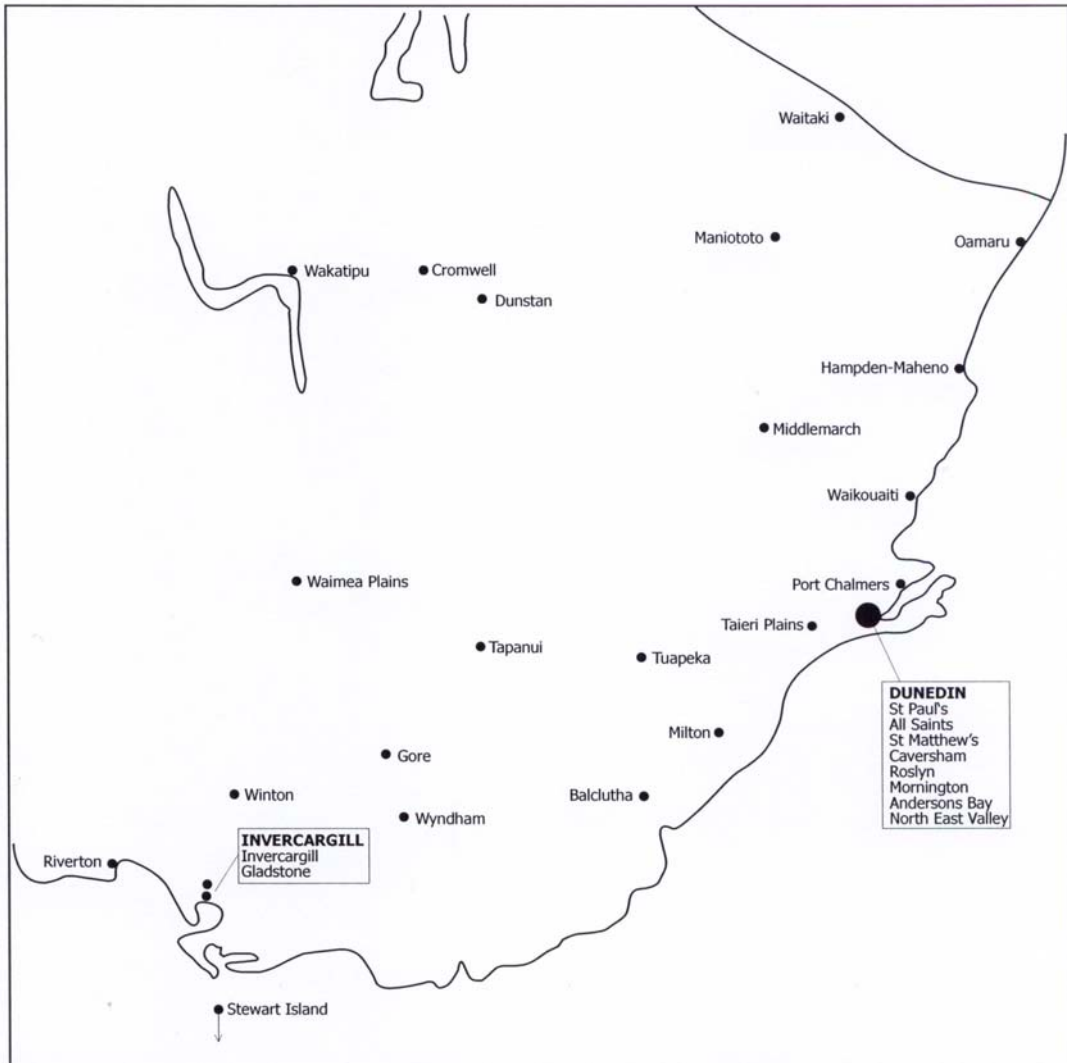 Waitaki
Maniototo
Oamaru
Wakatipu
Cromwell
Dunstan
Hampden-Maheno
Middlemarch
Waikouaiti
Waimea Plains
Port Chalmers
Taieri Plains
Tapanui
Tuapeka
DUNEDIN
St Paul's
All Saints
St Matthew's
Caversham
Roslyn
Mornington
Andersons Bay
North East Valley
Milton
Gore
Winton
Balclutha
Wyndham
INVERCARGILL
Invercargill
Gladstone
Riverton
Stewart Island